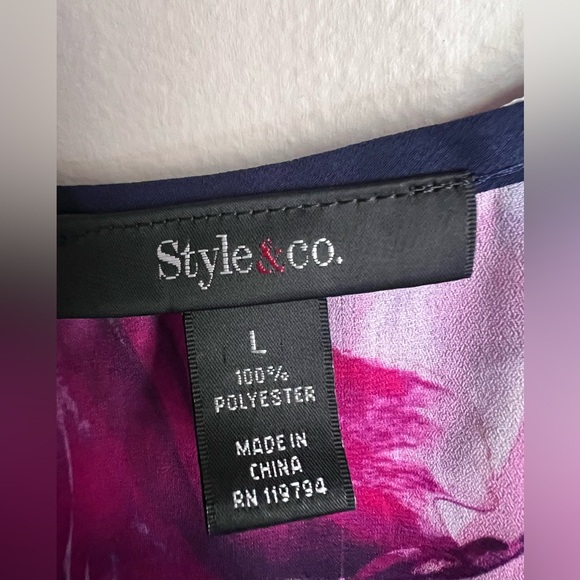 Style&co.
L
100%
POLYESTER
MADE IN
CHINA
RN 119794